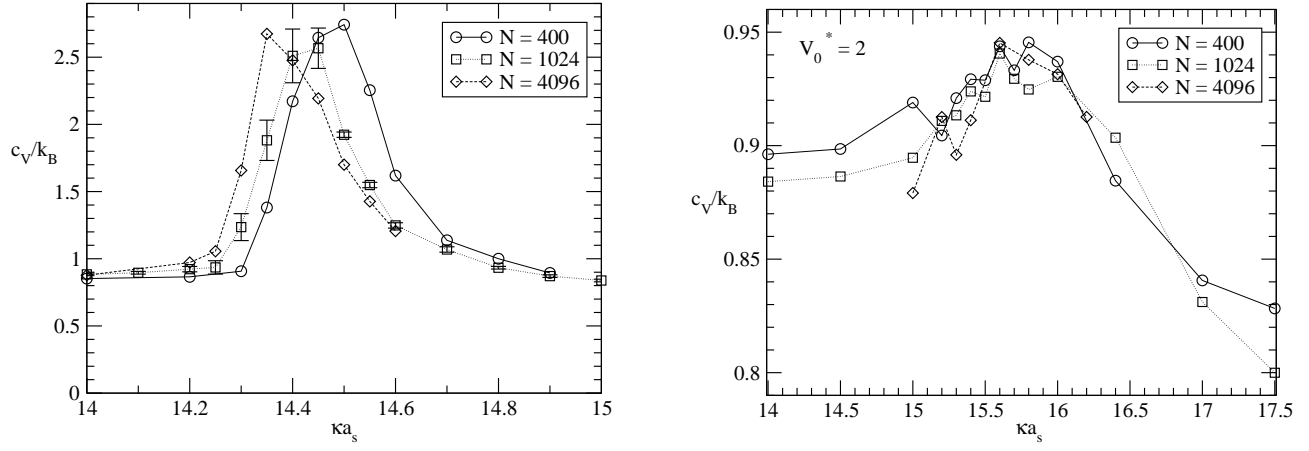 2.5
2
1.5
1
0.5
0
c_V/k_B
14
14.2
14.4
14.6
14.8
15
κa_s
N = 400
N = 1024
N = 4096
0.95
0.9
0.85
0.8
c_V/k_B
V_0^* = 2
14
14.5
15
15.5
16
16.5
17
17.5
κa_s
N = 400
N = 1024
N = 4096